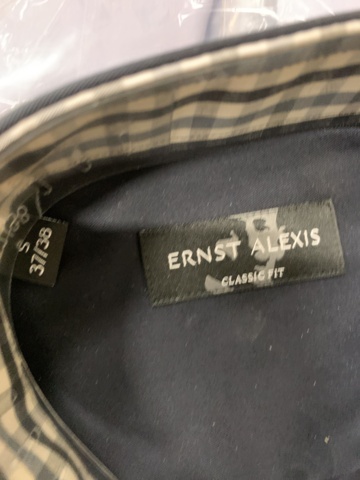 ERNST ALEXIS
CLASSIC FIT
S
37/38